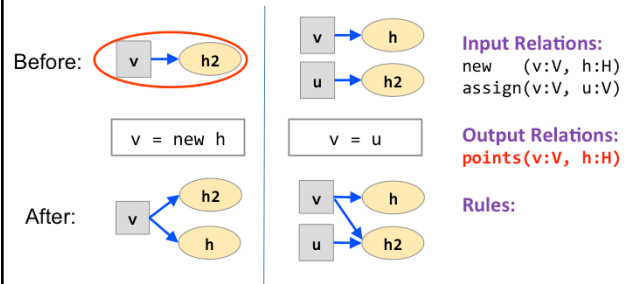 Before:
v
h2
v = new h
After:
v
h2
h
v
h
u
h2
v = u
v
h
u
h2
Input Relations:
new   (v:V, h:H)
assign(v:V, u:V)
Output Relations:
points(v:V, h:H)
Rules: